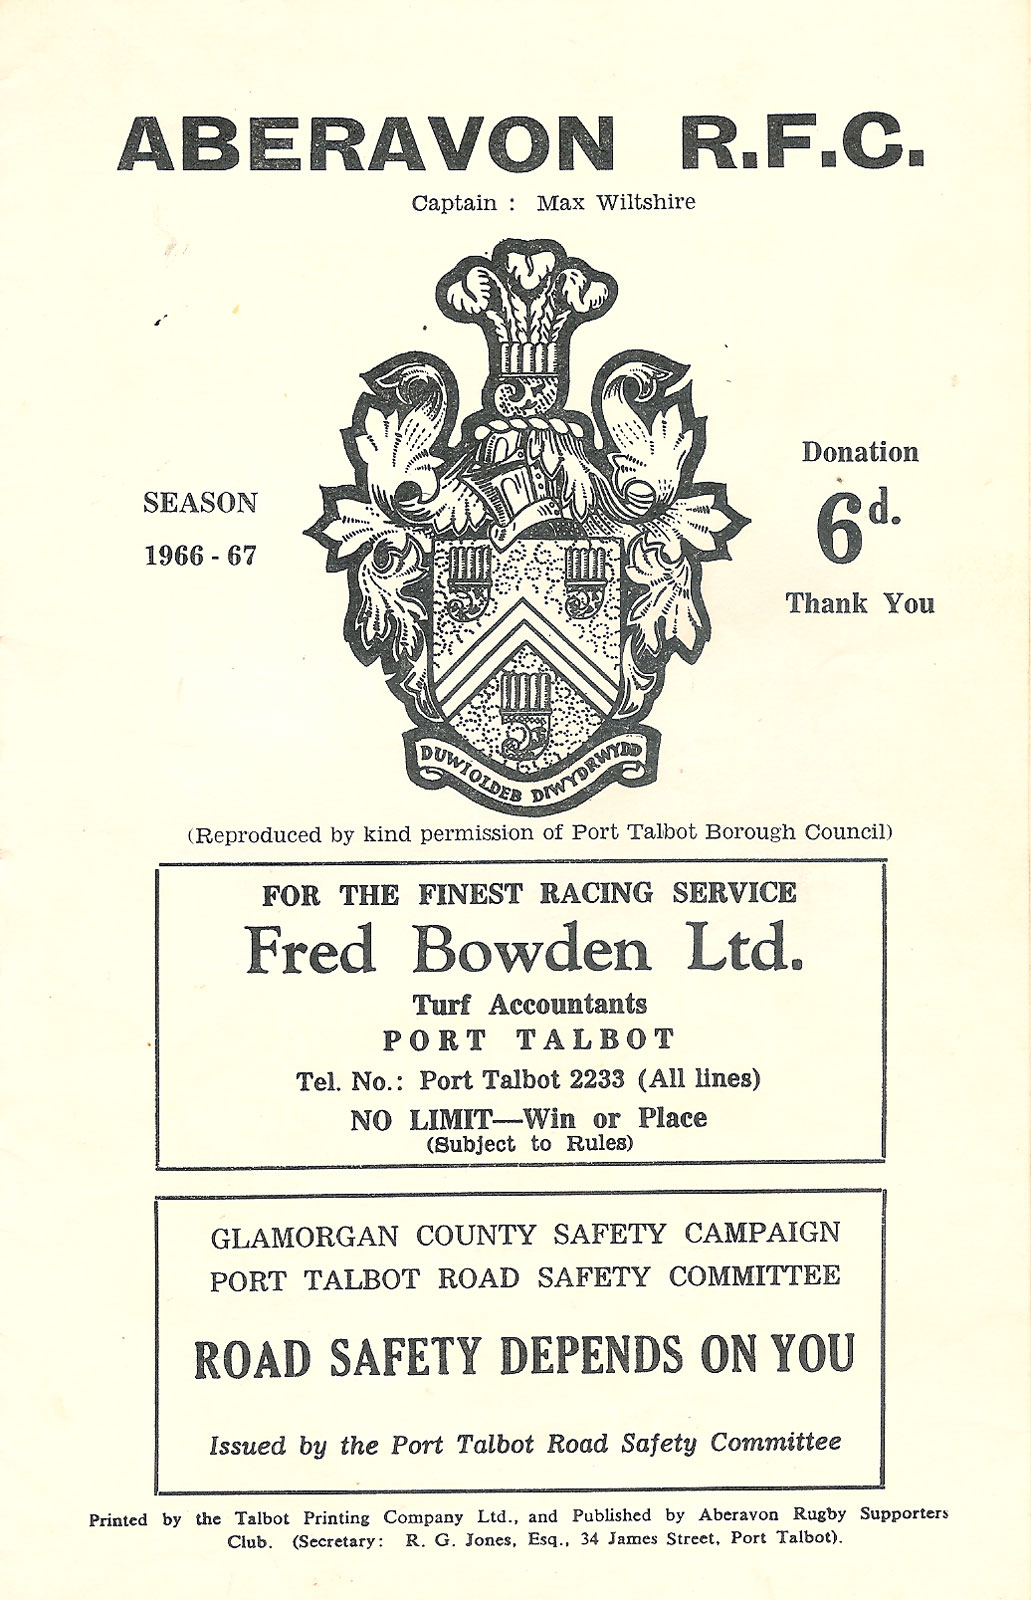 ABERAVON R.F.C.
Captain : Max Wiltshire
SEASON
1966 - 67
Donation
6d.
Thank You
DUWIOLDEB DIWYDRWYDD
(Reproduced by kind permission of Port Talbot Borough Council)
FOR THE FINEST RACING SERVICE
Fred Bowden Ltd.
Turf Accountants
PORT TALBOT
Tel. No.: Port Talbot 2233 (All lines)
NO LIMIT—Win or Place
(Subject to Rules)
GLAMORGAN COUNTY SAFETY CAMPAIGN
PORT TALBOT ROAD SAFETY COMMITTEE
ROAD SAFETY DEPENDS ON YOU
Issued by the Port Talbot Road Safety Committee
Printed by the Talbot Printing Company Ltd., and Published by Aberavon Rugby Supporters
Club. (Secretary: R. G. Jones, Esq., 34 James Street, Port Talbot).